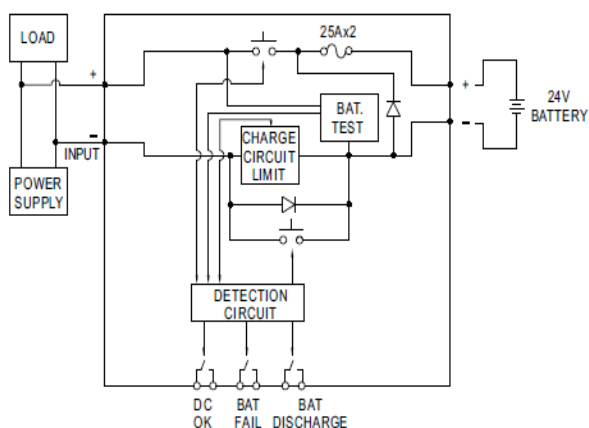 LOAD
25Ax2
+
+
BAT.
TEST
24V
BATTERY
-
-
INPUT
CHARGE
CIRCUIT
LIMIT
POWER
SUPPLY
DETECTION
CIRCUIT
DC
OK
BAT
FAIL
BAT
DISCHARGE